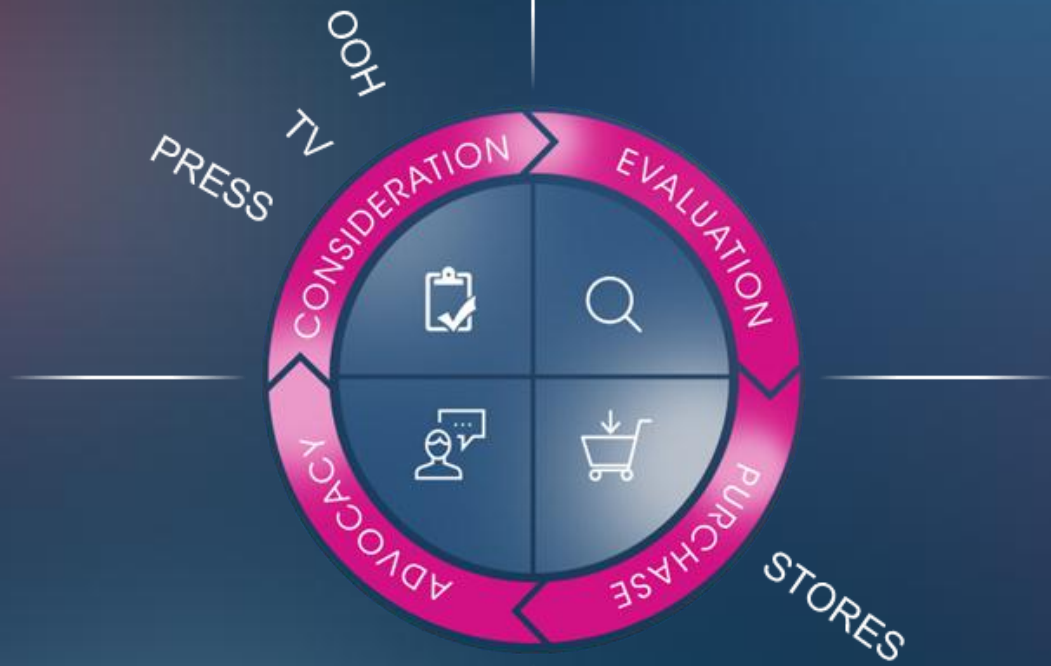 OOH
TV
PRESS
CONSIDERATION
EVALUATION
PURCHASE
STORES
ADVOCACY